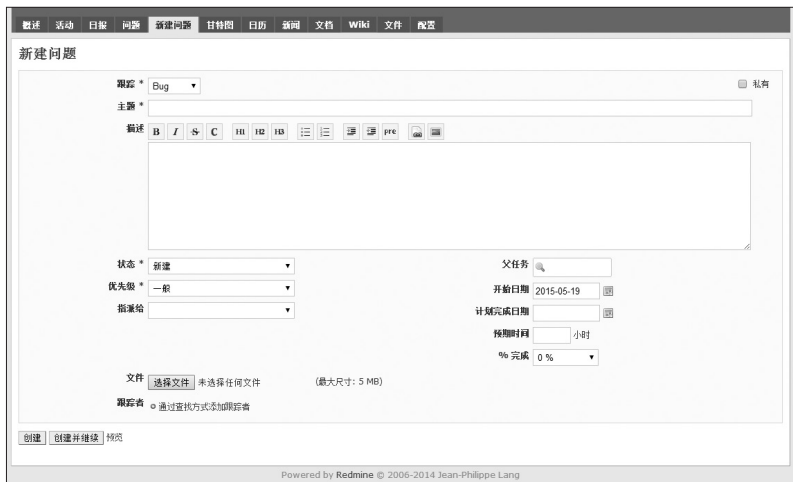 概述 活动 日报 问题 新建问题 甘特图 日历 新闻 文档 Wiki 文件 配置
新建问题
跟踪 * Bug 私有
主题 *
描述 B I S C H1 H2 H3 pre
状态 * 新建 父任务
优先级 * 一般 开始日期 2015-05-19
指派给 计划完成日期
预期时间 小时
% 完成 0 %
文件 选择文件 未选择任何文件 (最大尺寸: 5 MB)
跟踪者 通过查找方式添加跟踪者
创建 创建并继续 预览
Powered by Redmine © 2006-2014 Jean-Philippe Lang